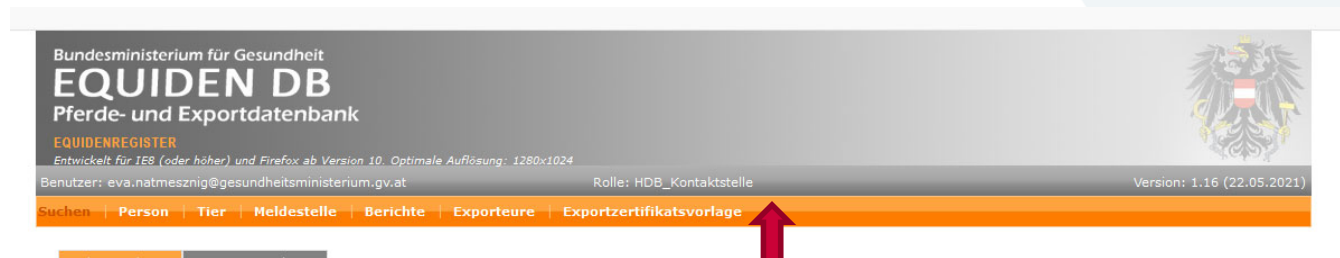 Bundesministerium für Gesundheit
EQUIDEN DB
Pferde- und Exportdatenbank
EQUIDENREGISTER
Entwickelt für IE8 (oder höher) und Firefox ab Version 10. Optimale Auflösung: 1280x1024
Benutzer: eva.natmesznig@gesundheitsministerium.gv.at Rolle: HDB_Kontaktstelle Version: 1.16 (22.05.2021)
Suchen | Person | Tier | Meldestelle | Berichte | Exporteure | Exportzertifikatsvorlage